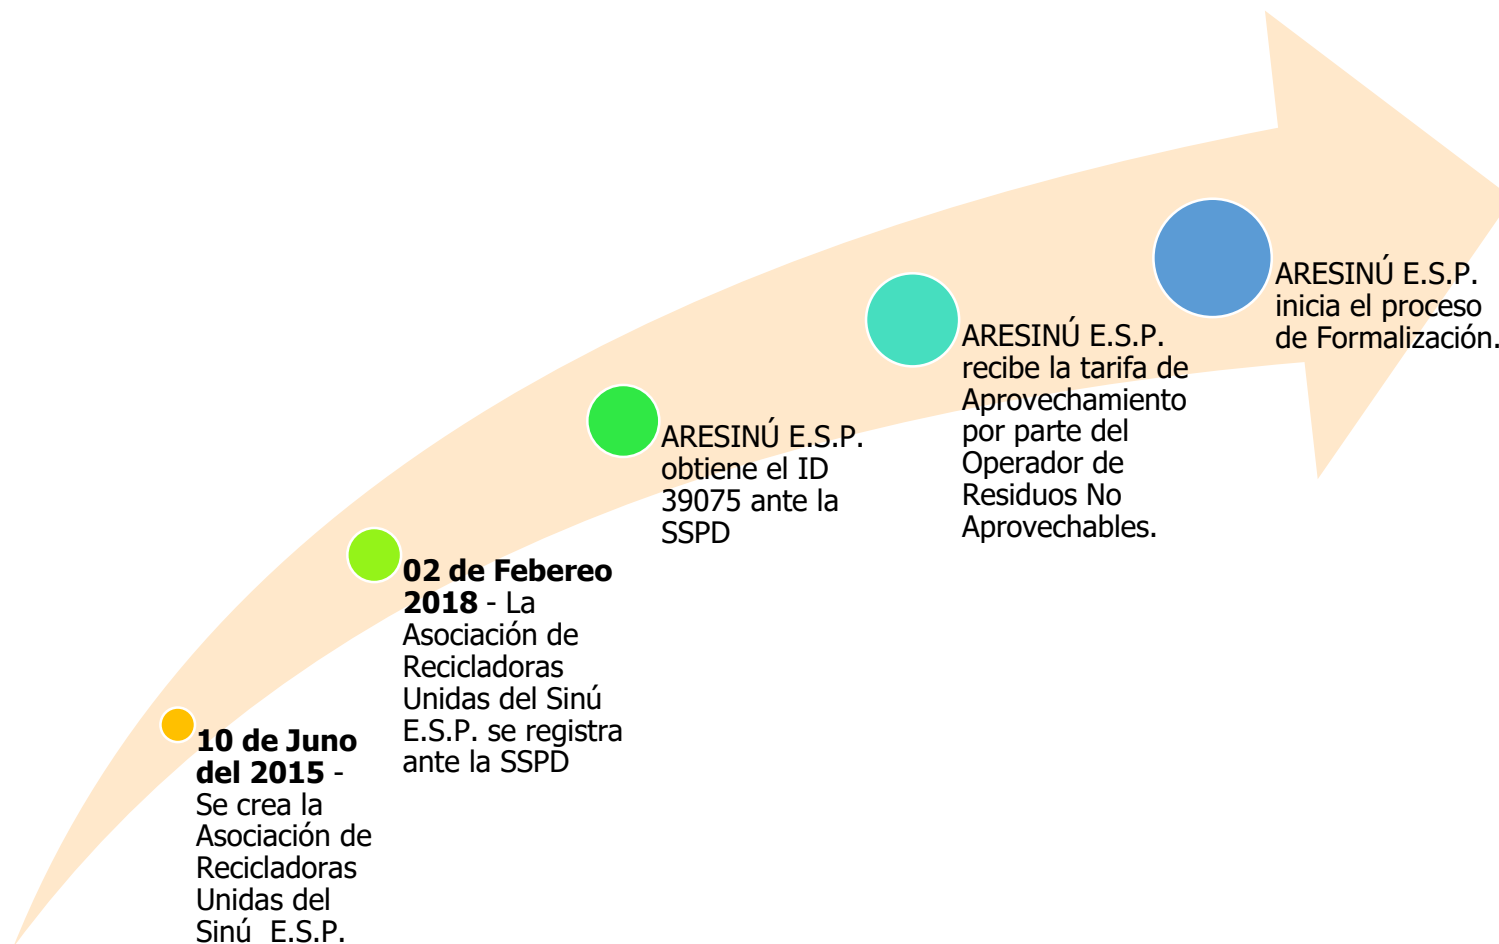 10 de Juno
del 2015 -
Se crea la
Asociación de
Recicladoras
Unidas del
Sinú  E.S.P.
02 de Febereo
2018 - La
Asociación de
Recicladoras
Unidas del Sinú
E.S.P. se registra
ante la SSPD
ARESINÚ E.S.P.
obtiene el ID
39075 ante la
SSPD
ARESINÚ E.S.P.
recibe la tarifa de
Aprovechamiento
por parte del
Operador de
Residuos No
Aprovechables.
ARESINÚ E.S.P.
inicia el proceso
de Formalización.